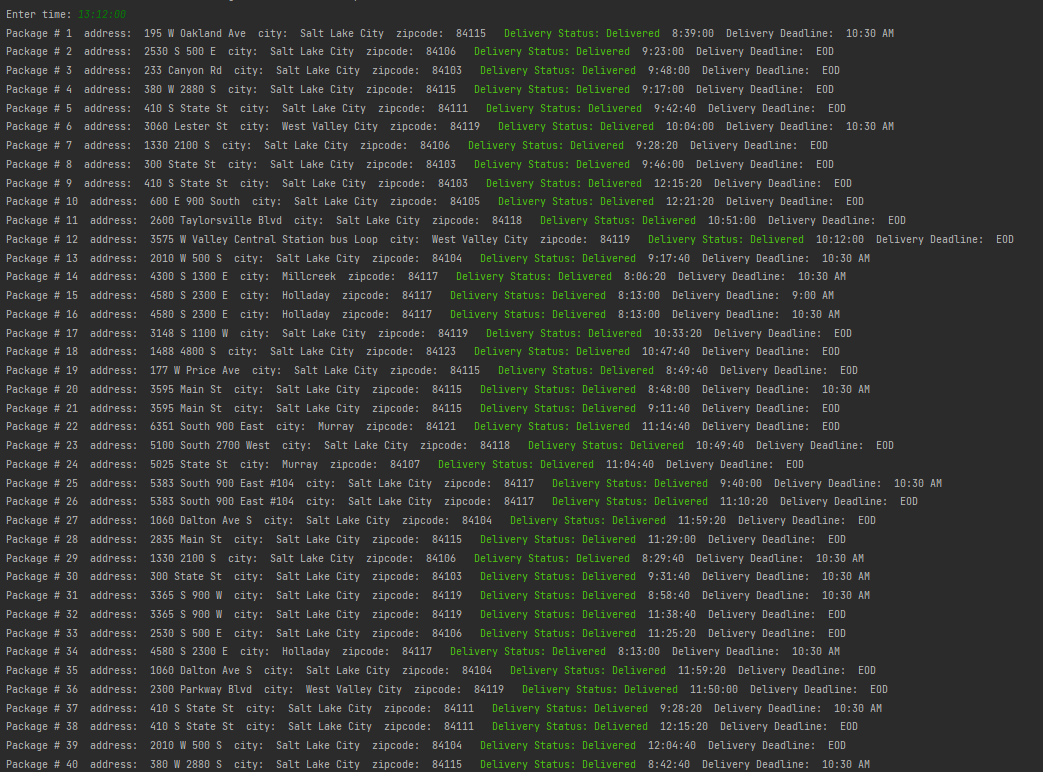 Enter time: 13:12:00
Package # 1 address: 195 W Oakland Ave city: Salt Lake City zipcode: 84115 Delivery Status: Delivered 8:39:00 Delivery Deadline: 10:30 AM
Package # 2 address: 2530 S 500 E city: Salt Lake City zipcode: 84106 Delivery Status: Delivered 9:23:00 Delivery Deadline: EOD
Package # 3 address: 233 Canyon Rd city: Salt Lake City zipcode: 84103 Delivery Status: Delivered 9:48:00 Delivery Deadline: EOD
Package # 4 address: 380 W 2880 S city: Salt Lake City zipcode: 84115 Delivery Status: Delivered 9:17:00 Delivery Deadline: EOD
Package # 5 address: 410 S State St city: Salt Lake City zipcode: 84111 Delivery Status: Delivered 9:42:40 Delivery Deadline: EOD
Package # 6 address: 3060 Lester St city: West Valley City zipcode: 84119 Delivery Status: Delivered 10:04:00 Delivery Deadline: 10:30 AM
Package # 7 address: 1330 2100 S city: Salt Lake City zipcode: 84106 Delivery Status: Delivered 9:28:20 Delivery Deadline: EOD
Package # 8 address: 300 State St city: Salt Lake City zipcode: 84103 Delivery Status: Delivered 9:46:00 Delivery Deadline: EOD
Package # 9 address: 410 S State St city: Salt Lake City zipcode: 84103 Delivery Status: Delivered 12:15:20 Delivery Deadline: EOD
Package # 10 address: 600 E 900 South city: Salt Lake City zipcode: 84105 Delivery Status: Delivered 12:21:20 Delivery Deadline: EOD
Package # 11 address: 2600 Taylorsville Blvd city: Salt Lake City zipcode: 84118 Delivery Status: Delivered 10:51:00 Delivery Deadline: EOD
Package # 12 address: 3575 W Valley Central Station bus Loop city: West Valley City zipcode: 84119 Delivery Status: Delivered 10:12:00 Delivery Deadline: EOD
Package # 13 address: 2010 W 500 S city: Salt Lake City zipcode: 84104 Delivery Status: Delivered 9:17:40 Delivery Deadline: 10:30 AM
Package # 14 address: 4300 S 1300 E city: Millcreek zipcode: 84117 Delivery Status: Delivered 8:06:20 Delivery Deadline: 10:30 AM
Package # 15 address: 4580 S 2300 E city: Holladay zipcode: 84117 Delivery Status: Delivered 8:13:00 Delivery Deadline: 9:00 AM
Package # 16 address: 4580 S 2300 E city: Holladay zipcode: 84117 Delivery Status: Delivered 8:13:00 Delivery Deadline: 10:30 AM
Package # 17 address: 3148 S 1100 W city: Salt Lake City zipcode: 84119 Delivery Status: Delivered 10:33:20 Delivery Deadline: EOD
Package # 18 address: 1488 4800 S city: Salt Lake City zipcode: 84123 Delivery Status: Delivered 10:47:40 Delivery Deadline: EOD
Package # 19 address: 177 W Price Ave city: Salt Lake City zipcode: 84115 Delivery Status: Delivered 8:49:40 Delivery Deadline: EOD
Package # 20 address: 3595 Main St city: Salt Lake City zipcode: 84115 Delivery Status: Delivered 8:48:00 Delivery Deadline: 10:30 AM
Package # 21 address: 3595 Main St city: Salt Lake City zipcode: 84115 Delivery Status: Delivered 9:11:40 Delivery Deadline: EOD
Package # 22 address: 6351 South 900 East city: Murray zipcode: 84121 Delivery Status: Delivered 11:14:40 Delivery Deadline: EOD
Package # 23 address: 5100 South 2700 West city: Salt Lake City zipcode: 84118 Delivery Status: Delivered 10:49:40 Delivery Deadline: EOD
Package # 24 address: 5025 State St city: Murray zipcode: 84107 Delivery Status: Delivered 11:04:40 Delivery Deadline: EOD
Package # 25 address: 5383 South 900 East #104 city: Salt Lake City zipcode: 84117 Delivery Status: Delivered 9:40:00 Delivery Deadline: 10:30 AM
Package # 26 address: 5383 South 900 East #104 city: Salt Lake City zipcode: 84117 Delivery Status: Delivered 11:10:20 Delivery Deadline: EOD
Package # 27 address: 1060 Dalton Ave S city: Salt Lake City zipcode: 84104 Delivery Status: Delivered 11:59:20 Delivery Deadline: EOD
Package # 28 address: 2835 Main St city: Salt Lake City zipcode: 84115 Delivery Status: Delivered 11:29:00 Delivery Deadline: EOD
Package # 29 address: 1330 2100 S city: Salt Lake City zipcode: 84106 Delivery Status: Delivered 8:29:40 Delivery Deadline: 10:30 AM
Package # 30 address: 300 State St city: Salt Lake City zipcode: 84103 Delivery Status: Delivered 9:31:40 Delivery Deadline: 10:30 AM
Package # 31 address: 3365 S 900 W city: Salt Lake City zipcode: 84119 Delivery Status: Delivered 8:58:40 Delivery Deadline: 10:30 AM
Package # 32 address: 3365 S 900 W city: Salt Lake City zipcode: 84119 Delivery Status: Delivered 11:38:40 Delivery Deadline: EOD
Package # 33 address: 2530 S 500 E city: Salt Lake City zipcode: 84106 Delivery Status: Delivered 11:25:20 Delivery Deadline: EOD
Package # 34 address: 4580 S 2300 E city: Holladay zipcode: 84117 Delivery Status: Delivered 8:13:00 Delivery Deadline: 10:30 AM
Package # 35 address: 1060 Dalton Ave S city: Salt Lake City zipcode: 84104 Delivery Status: Delivered 11:59:20 Delivery Deadline: EOD
Package # 36 address: 2300 Parkway Blvd city: West Valley City zipcode: 84119 Delivery Status: Delivered 11:50:00 Delivery Deadline: EOD
Package # 37 address: 410 S State St city: Salt Lake City zipcode: 84111 Delivery Status: Delivered 9:28:20 Delivery Deadline: 10:30 AM
Package # 38 address: 410 S State St city: Salt Lake City zipcode: 84111 Delivery Status: Delivered 12:15:20 Delivery Deadline: EOD
Package # 39 address: 2010 W 500 S city: Salt Lake City zipcode: 84104 Delivery Status: Delivered 12:04:40 Delivery Deadline: EOD
Package # 40 address: 380 W 2880 S city: Salt Lake City zipcode: 84115 Delivery Status: Delivered 8:42:40 Delivery Deadline: 10:30 AM